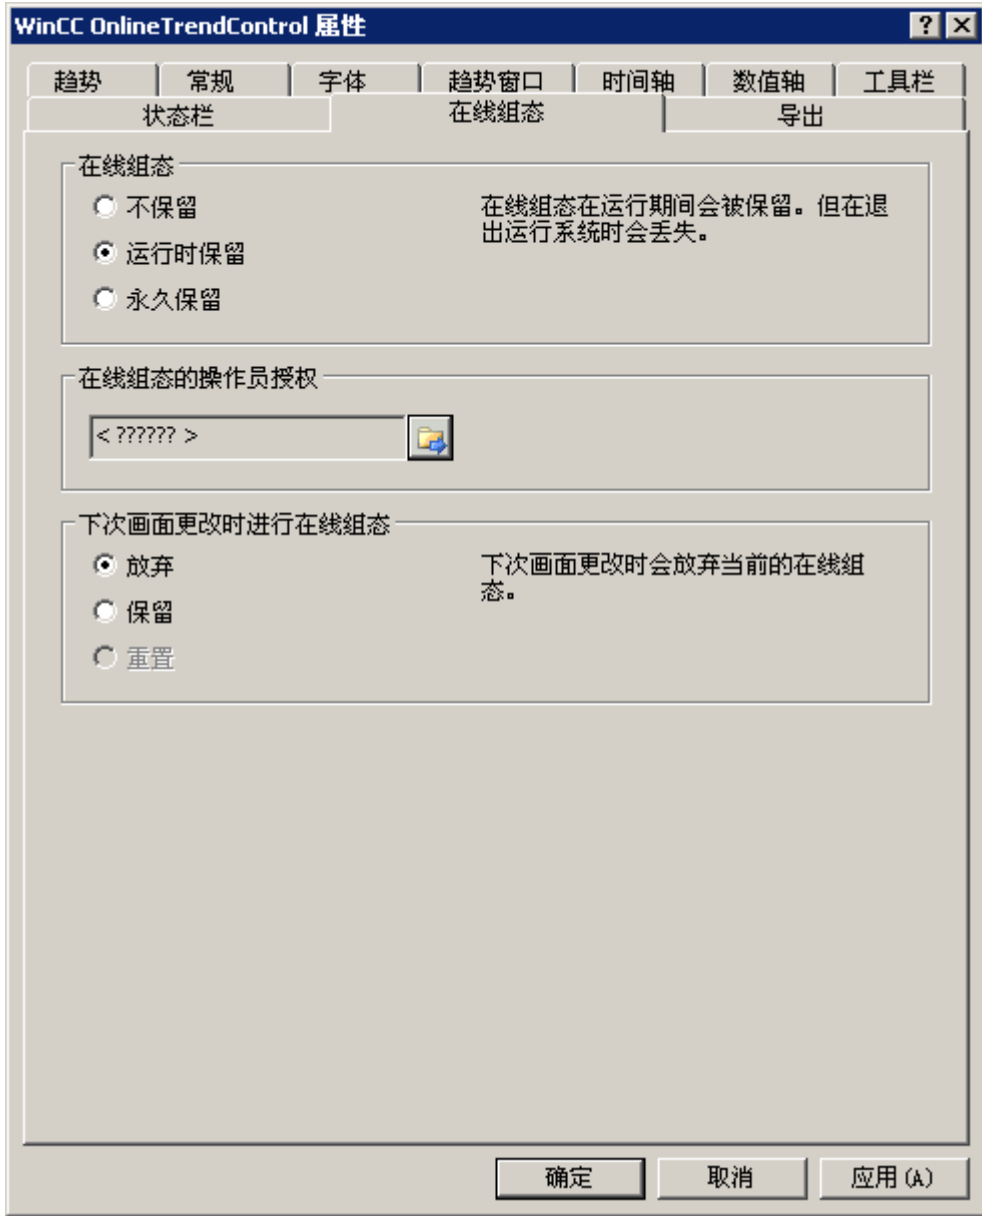 WinCC OnlineTrendControl 属性
趋势 常规 字体 趋势窗口 时间轴 数值轴 工具栏
状态栏 在线组态 导出
在线组态
不保留
运行时保留
永久保留
在线组态在运行期间会被保留。但在退
出运行系统时会丢失。
在线组态的操作员授权
< ?????? >
下次画面更改时进行在线组态
放弃
保留
重置
下次画面更改时会放弃当前的在线组
态。
确定 取消 应用(A)